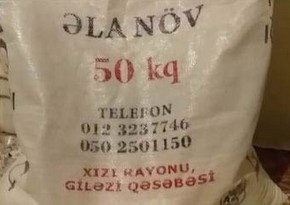 ƏLA NÖV
50 kq
TELEFON
012 3237746
050 2501150
XIZI RAYONU,
GİLƏZİ QƏSƏBƏSİ